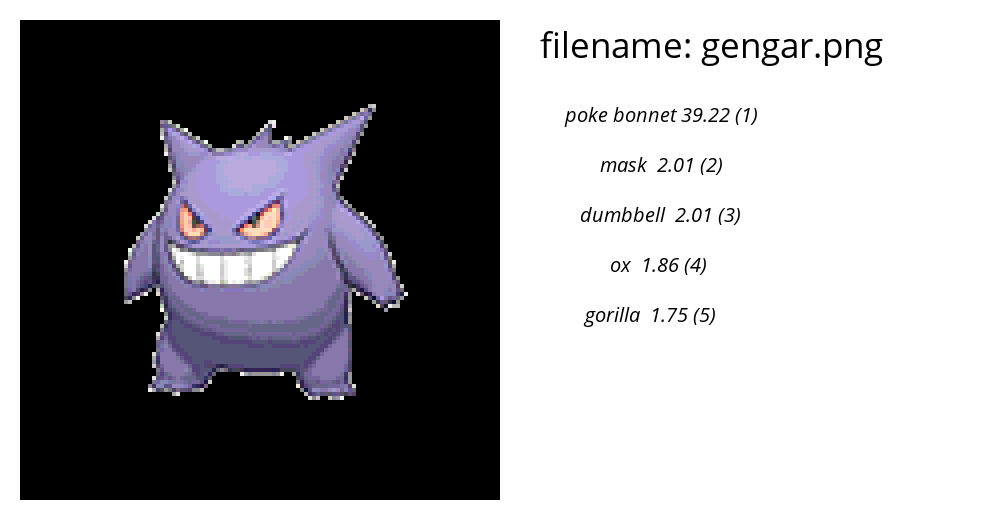 filename: gengar.png
poke bonnet 39.22 (1)
mask  2.01 (2)
dumbbell  2.01 (3)
ox  1.86 (4)
gorilla  1.75 (5)